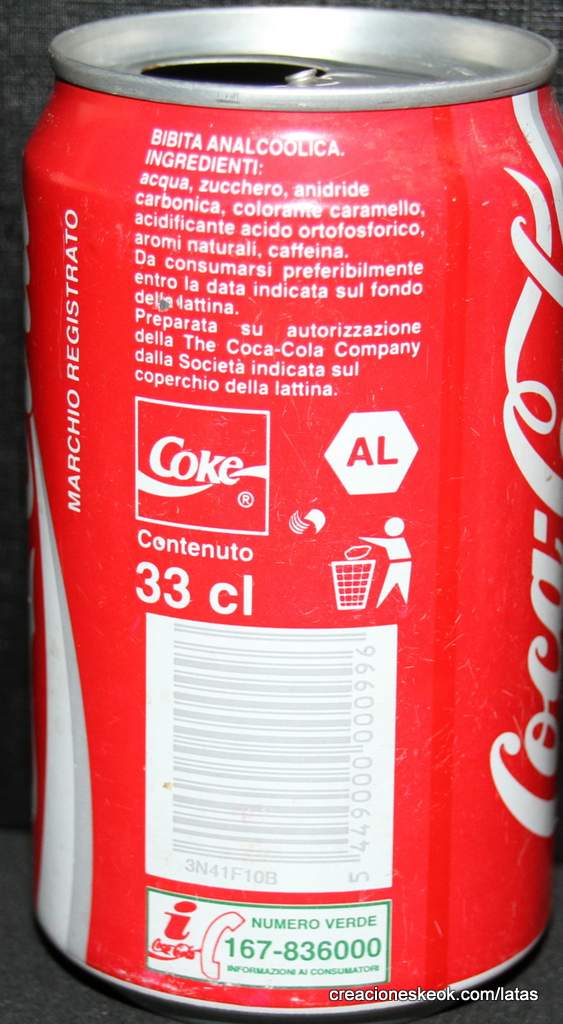 BIBITA ANALCOOLICA.
INGREDIENTI:
acqua, zucchero, anidride
carbonica, colorante caramello,
acidificante acido ortofosforico,
aromi naturali, caffeina.
Da consumarsi preferibilmente
entro la data indicata sul fondo
della lattina.
Preparata su autorizzazione
della The Coca-Cola Company
dalla Società indicata sul
coperchio della lattina.
MARCHIO REGISTRATO
Coke
®
AL
Contenuto
33 cl
5 449000 000996
3N41F10B
i
Coca-Cola
NUMERO VERDE
167-836000
INFORMAZIONI AI CONSUMATORI
Coca-Co
creacioneskeok.com/latas